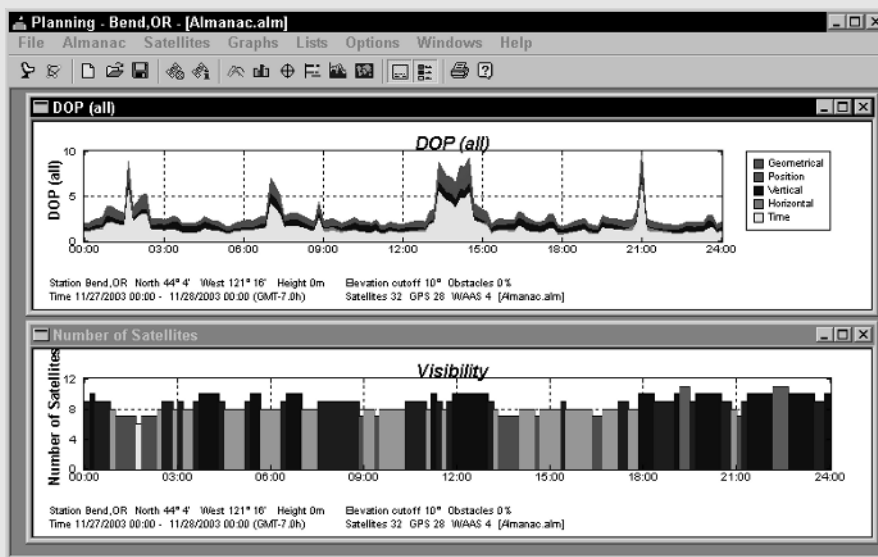 Planning - Bend,OR - [Almanac.alm]
File Almanac Satellites Graphs Lists Options Windows Help
DOP (all)
DOP (all)
DOP (all)
10
5
0
00:00 03:00 06:00 09:00 12:00 15:00 18:00 21:00 24:00
Geometrical
Position
Vertical
Horizontal
Time
Station Bend,OR North 44° 4' West 121° 16' Height 0m Elevation cutoff 10° Obstacles 0%
Time 11/27/2003 00:00 - 11/28/2003 00:00 (GMT-7.0h) Satellites 32 GPS 28 WAAS 4 [Almanac.alm]
Number of Satellites
Visibility
Number of Satellites
12
8
4
0
00:00 03:00 06:00 09:00 12:00 15:00 18:00 21:00 24:00
Station Bend,OR North 44° 4' West 121° 16' Height 0m Elevation cutoff 10° Obstacles 0%
Time 11/27/2003 00:00 - 11/28/2003 00:00 (GMT-7.0h) Satellites 32 GPS 28 WAAS 4 [Almanac.alm]